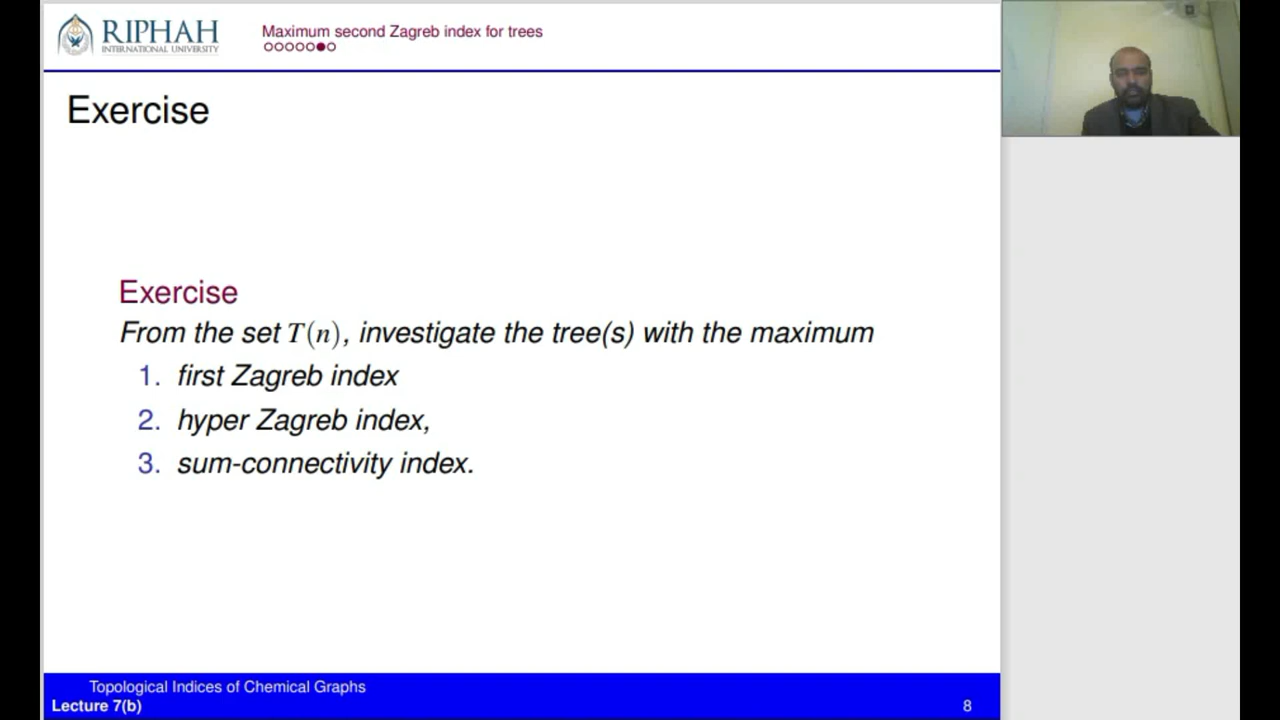 RIPHAH
INTERNATIONAL UNIVERSITY
Maximum second Zagreb index for trees
Exercise
Exercise
From the set T(n), investigate the tree(s) with the maximum
1. first Zagreb index
2. hyper Zagreb index,
3. sum-connectivity index.
Topological Indices of Chemical Graphs
Lecture 7(b)
8